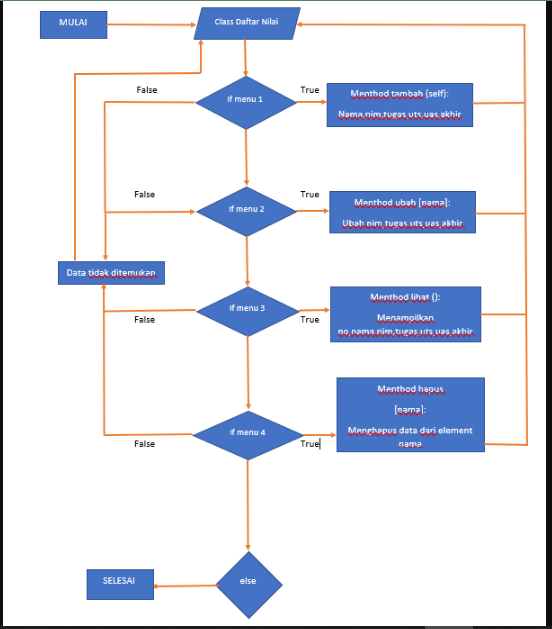 MULAI
Class Daftar Nilai
False
If menu 1
True
Menthod tambah (self):
Nama,nim,tugas,uts,uas,akhir
False
If menu 2
True
Menthod ubah [nama]:
Ubah nim,tugas,uts,uas,akhir
Data tidak ditemukan
False
If menu 3
True
Menthod lihat ():
Menampilkan
no,nama,nim,tugas,uts,uas,akhir
False
If menu 4
True
Menthod hapus
[nama]:
Menghapus data dari element
nama
SELESAI
else